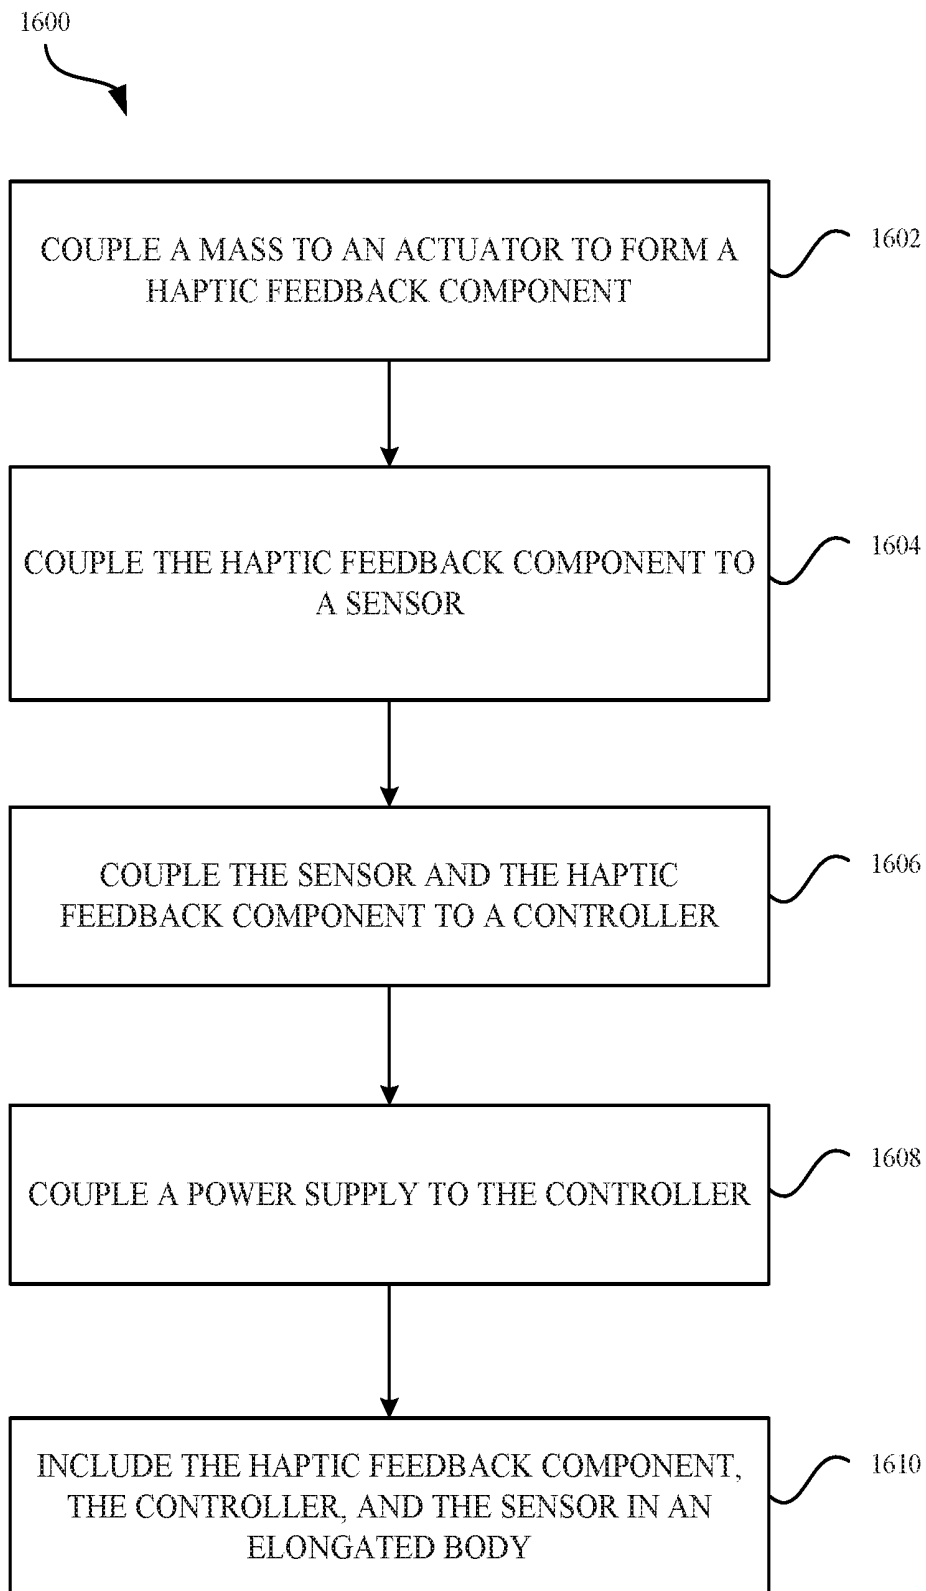 1600
COUPLE A MASS TO AN ACTUATOR TO FORM A
HAPTIC FEEDBACK COMPONENT
1602
COUPLE THE HAPTIC FEEDBACK COMPONENT TO
A SENSOR
1604
COUPLE THE SENSOR AND THE HAPTIC
FEEDBACK COMPONENT TO A CONTROLLER
1606
COUPLE A POWER SUPPLY TO THE CONTROLLER
1608
INCLUDE THE HAPTIC FEEDBACK COMPONENT,
THE CONTROLLER, AND THE SENSOR IN AN
ELONGATED BODY
1610